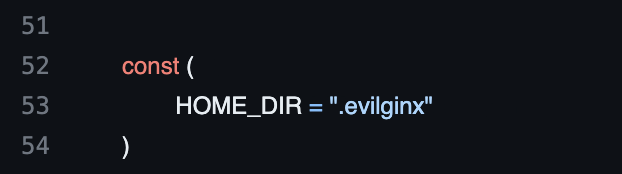 51
52 const (
53 HOME_DIR = ".evilginx"
54 )